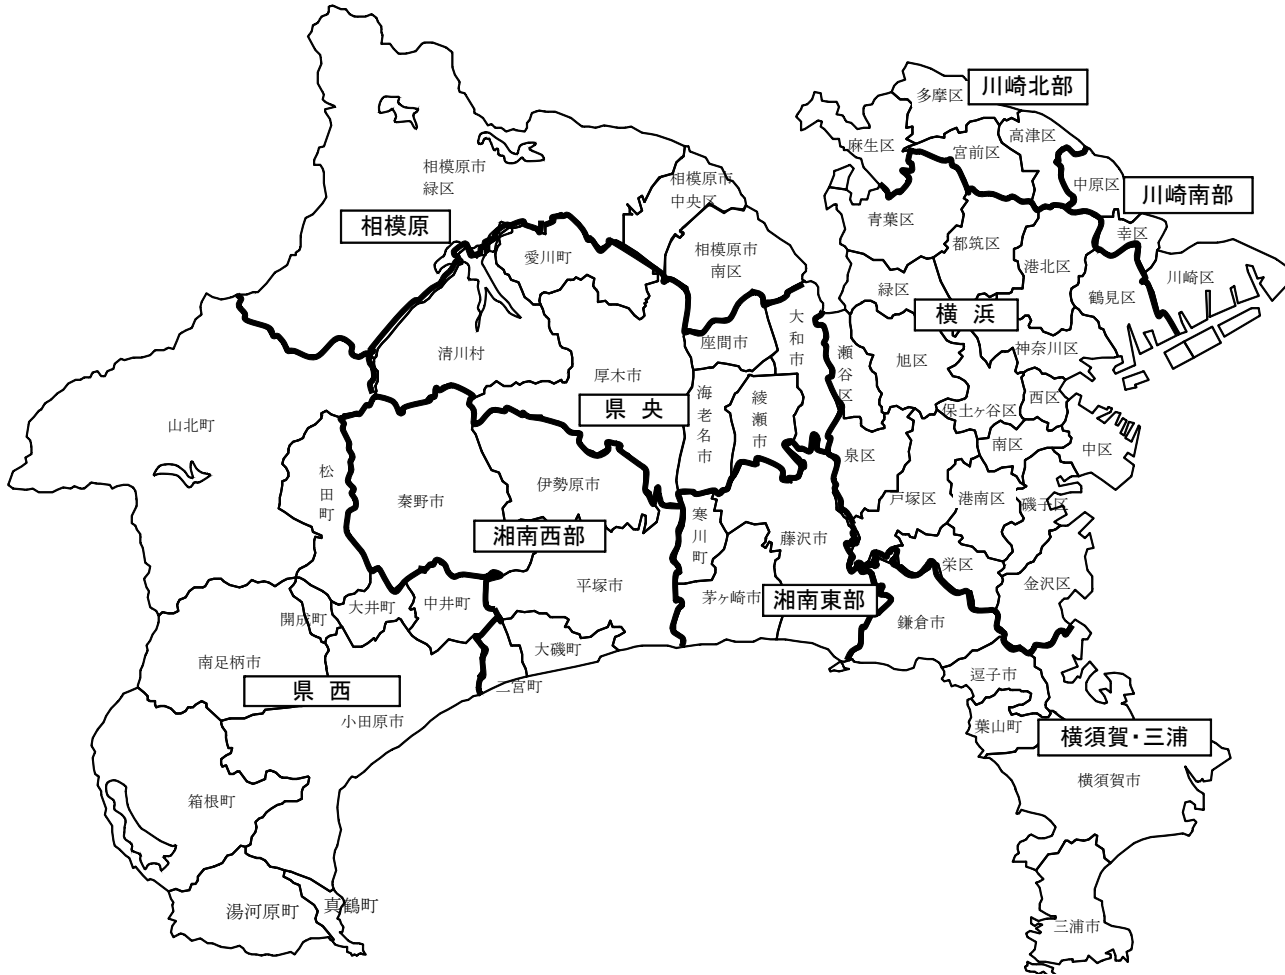 川崎北部
多摩区
高津区
麻生区
宮前区
相模原市
緑区
相模原市
中央区
中原区
川崎南部
相模原
青葉区
幸区
都筑区
愛川町
相模原市
南区
港北区
川崎区
緑区
鶴見区
横 浜
大和市
座間市
清川村
瀬谷区
旭区
神奈川区
厚木市
県 央
海老名市
綾瀬市
西区
保土ヶ谷区
山北町
南区
中区
泉区
松田町
秦野市
伊勢原市
戸塚区
港南区
磯子区
寒川町
湘南西部
藤沢市
栄区
平塚市
金沢区
茅ヶ崎市
湘南東部
大井町
中井町
開成町
鎌倉市
大磯町
南足柄市
逗子市
県 西
二宮町
小田原市
葉山町
横須賀・三浦
横須賀市
箱根町
湯河原町
真鶴町
三浦市